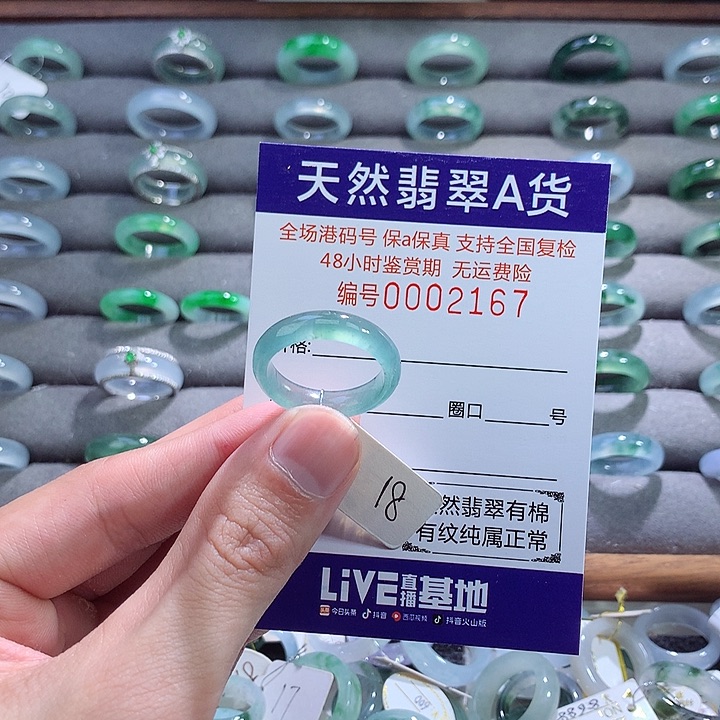 天然翡翠A货
全场港码号 保a保真 支持全国复检
48小时鉴赏期 无运费险
编号0002167
格:
圈口 号
18
然翡翠有棉
有纹纯属正常
LiVE直播基地
头条 今日头条 抖音 西瓜视频 抖音火山版
17